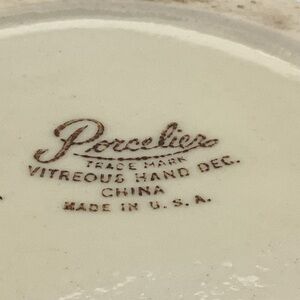 Porcelier
TRADE MARK
VITREOUS HAND DEC.
CHINA
MADE IN U.S.A.